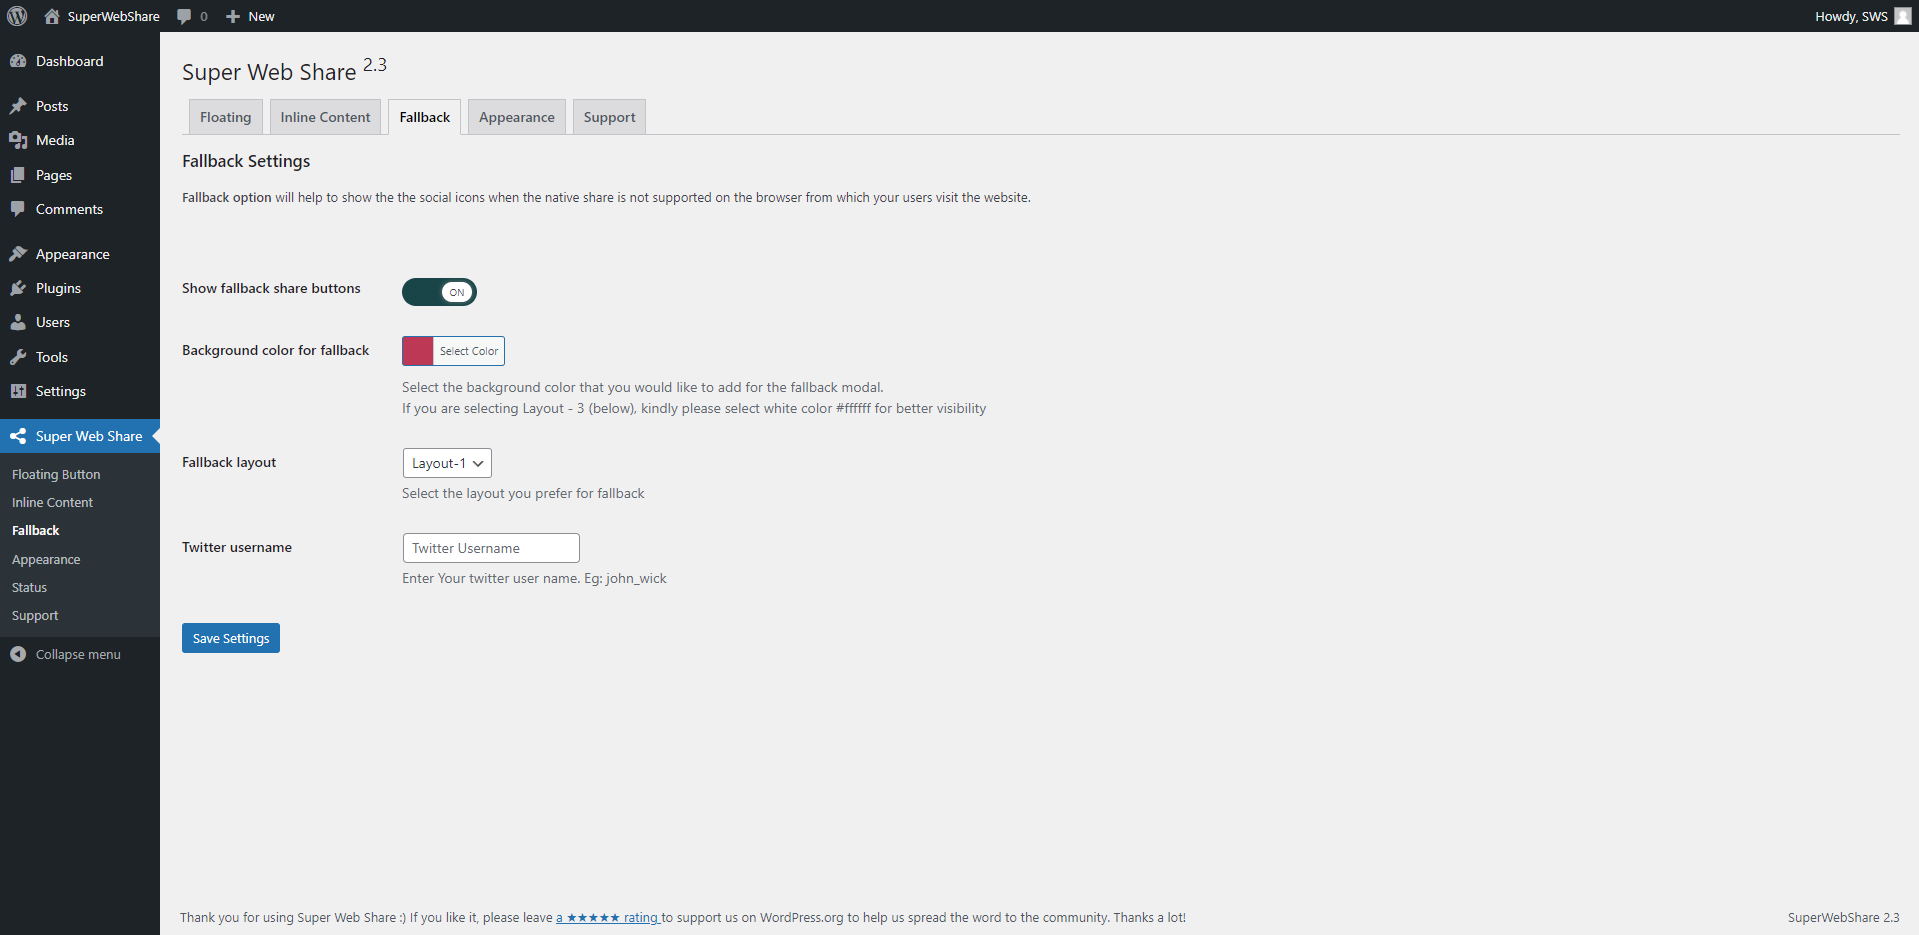 SuperWebShare 0 New Howdy, SWS
Dashboard
Posts
Media
Pages
Comments
Appearance
Plugins
Users
Tools
Settings
Super Web Share
Floating Button
Inline Content
Fallback
Appearance
Status
Support
Collapse menu
Super Web Share 2.3
Floating Inline Content Fallback Appearance Support
Fallback Settings
Fallback option will help to show the the social icons when the native share is not supported on the browser from which your users visit the website.
Show fallback share buttons ON
Background color for fallback Select Color
Select the background color that you would like to add for the fallback modal.
If you are selecting Layout - 3 (below), kindly please select white color #ffffff for better visibility
Fallback layout Layout-1
Select the layout you prefer for fallback
Twitter username Twitter Username
Enter Your twitter user name. Eg: john_wick
Save Settings
Thank you for using Super Web Share :) If you like it, please leave a ★★★★★ rating to support us on WordPress.org to help us spread the word to the community. Thanks a lot! SuperWebShare 2.3